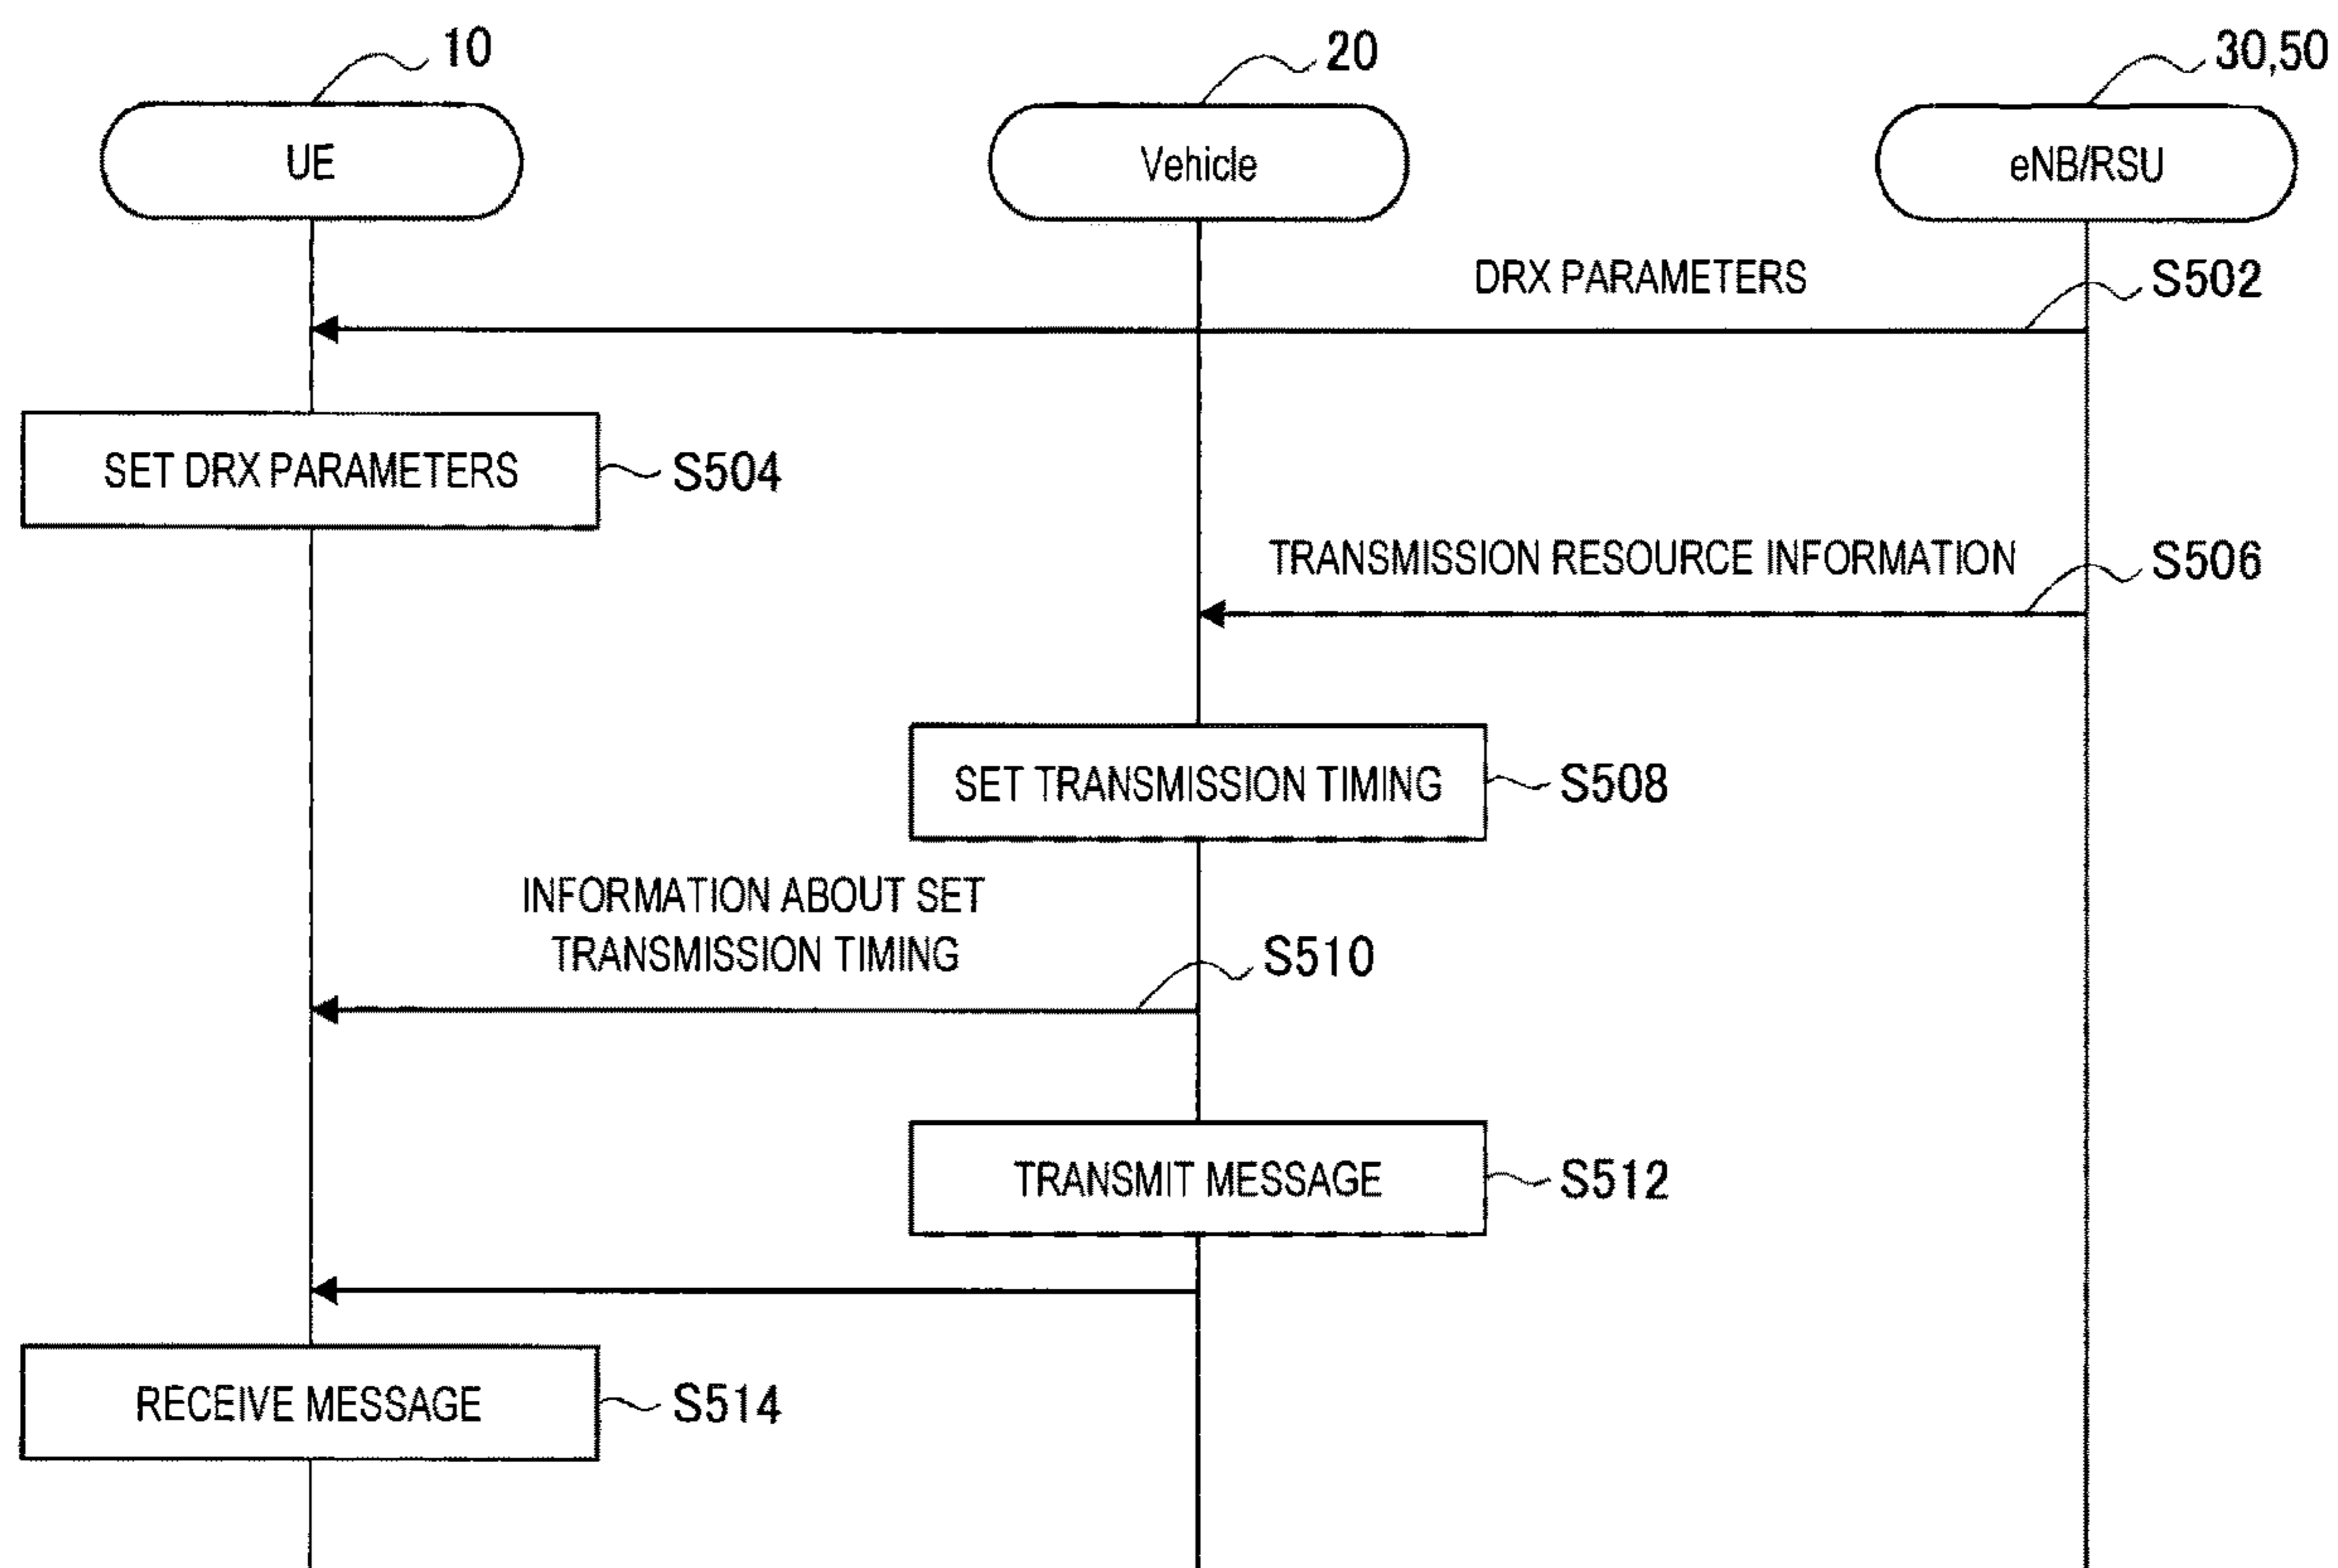 10
20
30,50
UE
Vehicle
eNB/RSU
DRX PARAMETERS
S502
SET DRX PARAMETERS
S504
TRANSMISSION RESOURCE INFORMATION
S506
SET TRANSMISSION TIMING
S508
INFORMATION ABOUT SET
TRANSMISSION TIMING
S510
TRANSMIT MESSAGE
S512
RECEIVE MESSAGE
S514